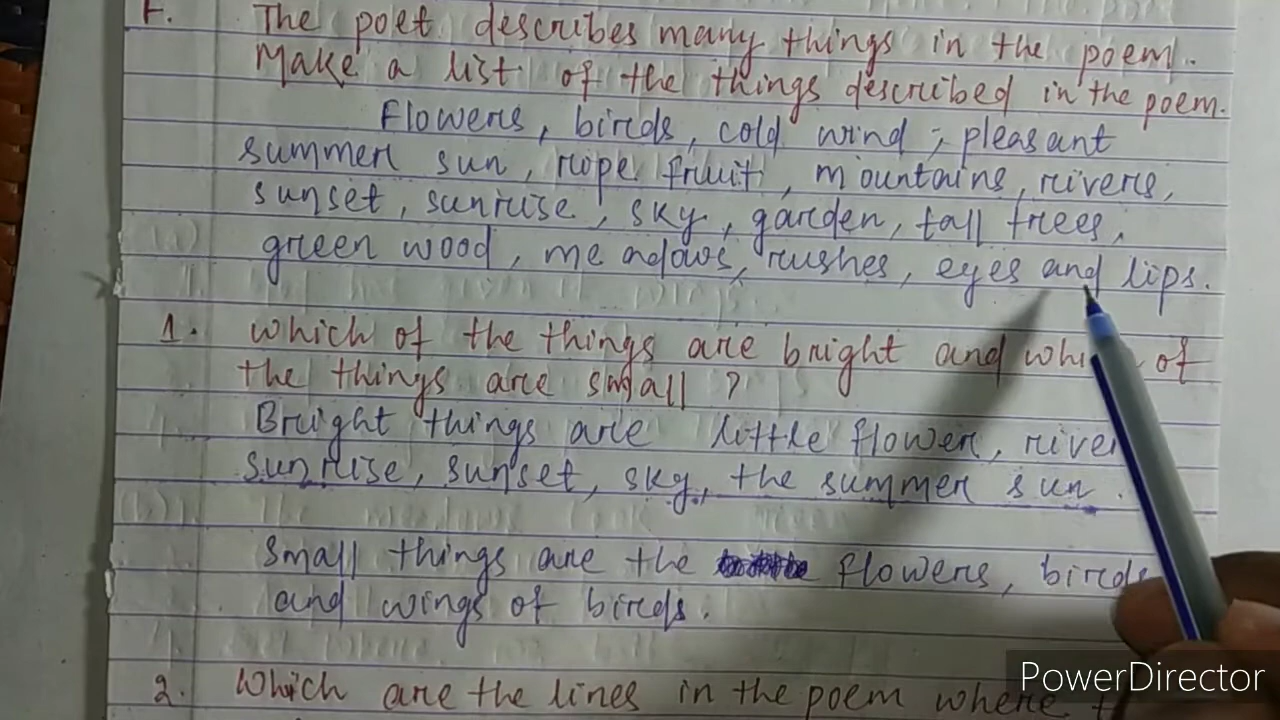 F. The poet describes many things in the poem.
Make a list of the things described in the poem.
Flowers, birds, cold wind, pleasant
summer sun, ripe fruit, mountains, rivers,
sunset, sunrise, sky, garden, tall trees,
green wood, meadows, rushes, eyes and lips.
1. Which of the things are bright and whi of
the things are small?
Bright things are little flower, river
sunrise, sunset, sky, the summer sun.
Small things are the flowers, birds
and wings of birds.
2. Which are the lines in the poem where
PowerDirector